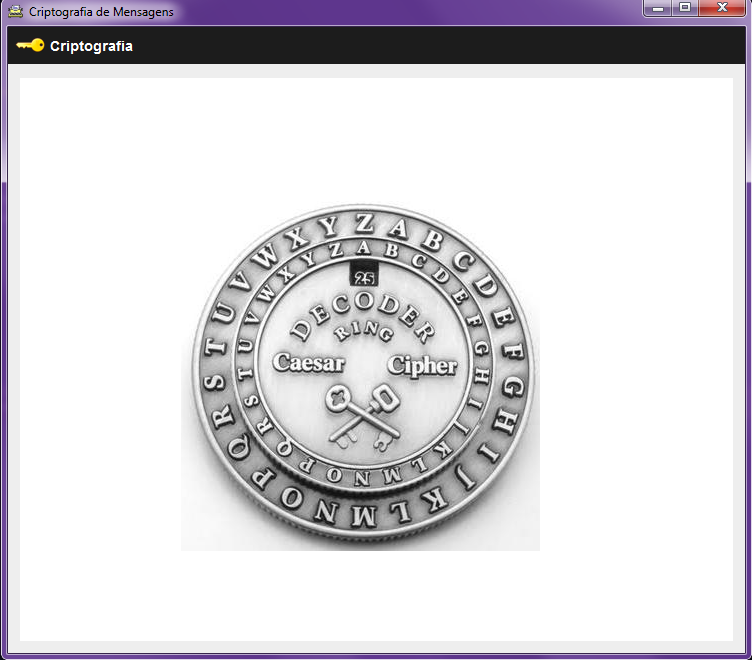 Criptografia de Mensagens
Criptografia
Z A B C D E F G H I J K L M N O P Q R S T U V W X Y
A B C D E F G H I J K L M N O P Q R S T U V W X Y Z
25
DECODER
RING
Caesar Cipher